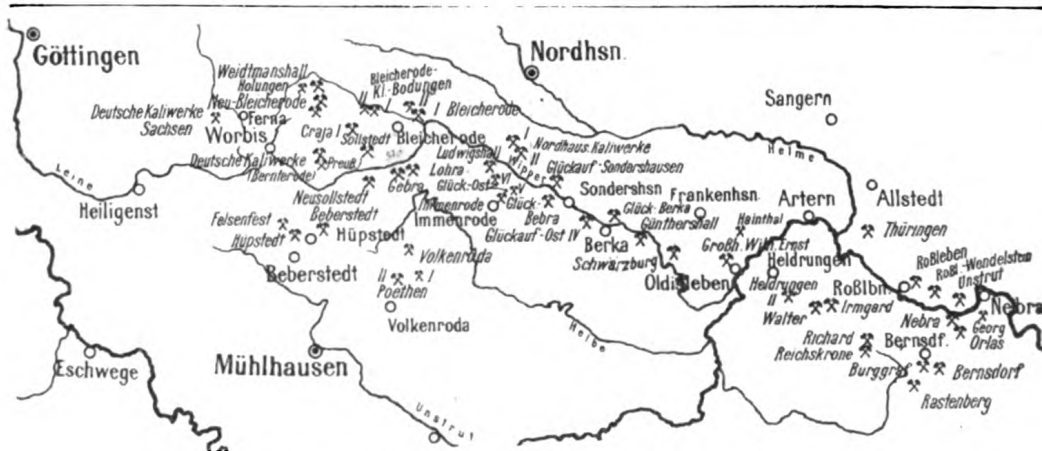 Göttingen
Nordhsn.
Weidtmanshall
Holungen
Neu-Bleicherode
Ferna
Deutsche Kaliwerke
Sachsen
Worbis
Bleicherode-
Kl.-Bodungen
II
I
II
I Bleicherode
Craja I
Sollstedt
Bleicherode
Deutsche Kaliwerke
(Bernterode)
Preuß.
Sangern
I
Nordhaus. Kaliwerke
II
Wipper
Helme
Ludwigshall
Glückauf-Sondershausen
Lohra
Leine
Heiligenst
Neusollstedt
Gebra
Glück-Ost
VI
V
Sondershsn
Frankenhsn.
Artern
Allstedt
Immenrode
Immenrode
Glück-
Bebra
Glück-Berka
Günthershall
Hainthal
Thüringen
Felsenfest
Beberstedt
Hüpstedt
Hüpstedt
Glückauf-Ost IV
Berka
Schwarzburg
Großh. Wilh. Ernst
Heldrungen
Beberstedt
Volkenroda
Oldisleben
Heldrungen
II
Roßleben
Roßl.-Wendelstein
Unstrut
II
I
Poethen
Volkenroda
Roßlbn.
Walter
Irmgard
Nebra
Nebra
Georg
Orlas
Helbe
Richard
Reichskrone
Bernsdf.
Eschwege
Mühlhausen
Burggraf
Bernsdorf
Rastenberg
Unstrut